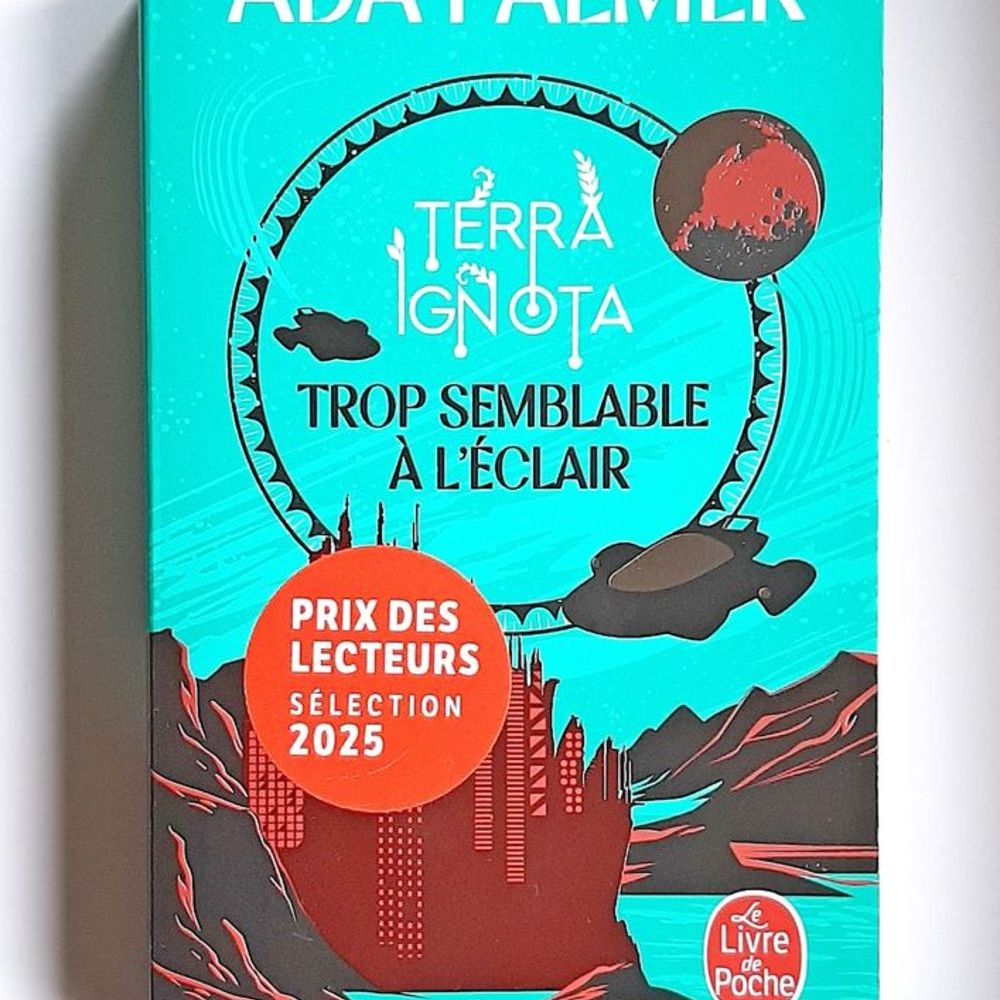 ADA PALMER
TERRA
IGNOTA
TROP SEMBLABLE
À L'ÉCLAIR
PRIX DES
LECTEURS
SÉLECTION
2025
Le
Livre
de
Poche